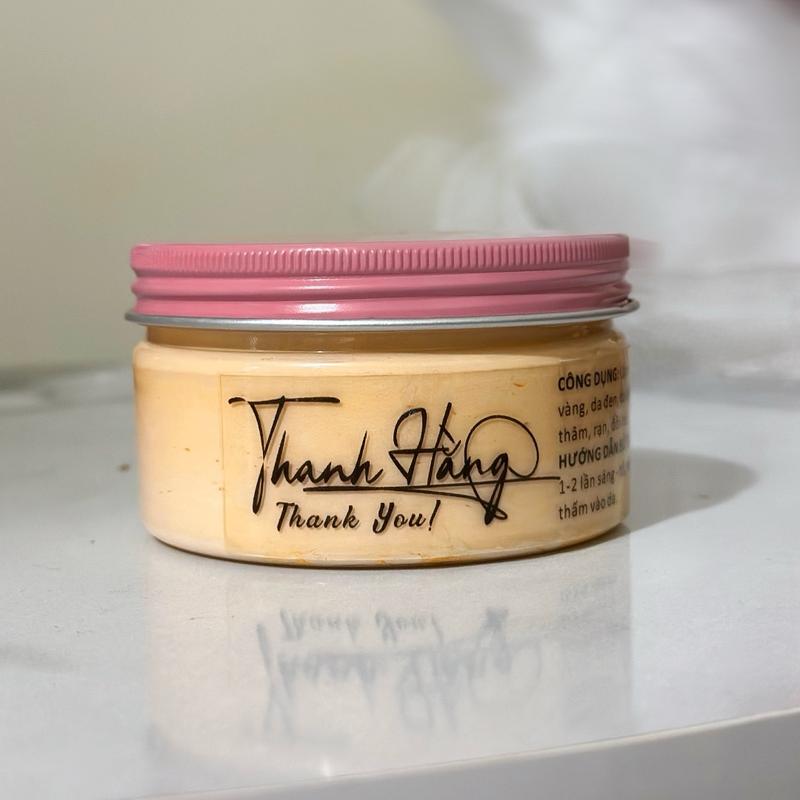 Thanh Hằng
Thank You!
CÔNG DỤNG:
vàng, da đen,
thâm, rạn,
HƯỚNG DẪN
1-2 lần sáng -
thấm vào da.